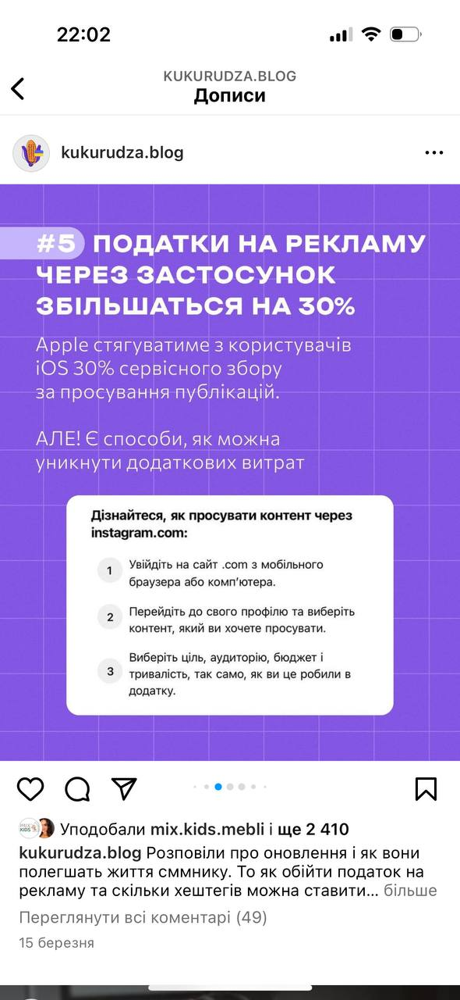 22:02
KUKURUDZA.BLOG
Дописи
kukurudza.blog
#5 ПОДАТКИ НА РЕКЛАМУ
ЧЕРЕЗ ЗАСТОСУНОК
ЗБІЛЬШАТЬСЯ НА 30%
Apple стягуватиме з користувачів
iOS 30% сервісного збору
за просування публікацій.
АЛЕ! Є способи, як можна
уникнути додаткових витрат
Дізнайтеся, як просувати контент через
instagram.com:
1 Увійдіть на сайт .com з мобільного
браузера або комп’ютера.
2 Перейдіть до свого профілю та виберіть
контент, який ви хочете просувати.
3 Виберіть ціль, аудиторію, бюджет і
тривалість, так само, як ви це робили в
додатку.
Уподобали mix.kids.mebli і ще 2 410
kukurudza.blog Розповіли про оновлення і як вони
полегшать життя сммнику. То як обійти податок на
рекламу та скільки хештегів можна ставити... більше
Переглянути всі коментарі (49)
15 березня